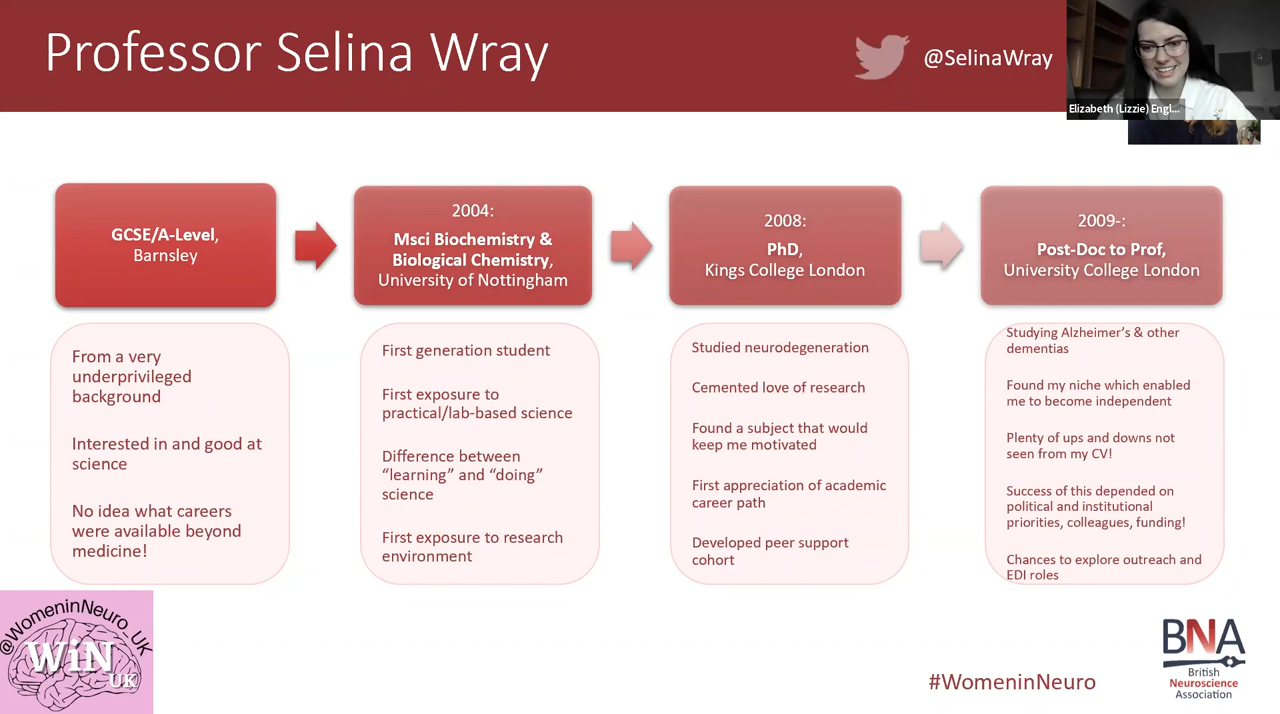 Professor Selina Wray
@SelinaWray
Elizabeth (Lizzie) Engl...
GCSE/A-Level,
Barnsley
2004:
Msci Biochemistry &
Biological Chemistry,
University of Nottingham
2008:
PhD,
Kings College London
2009-:
Post-Doc to Prof,
University College London
From a very
underprivileged
background
Interested in and good at
science
No idea what careers
were available beyond
medicine!
First generation student
First exposure to
practical/lab-based science
Difference between
“learning” and “doing”
science
First exposure to research
environment
Studied neurodegeneration
Cemented love of research
Found a subject that would
keep me motivated
First appreciation of academic
career path
Developed peer support
cohort
Studying Alzheimer’s & other
dementias
Found my niche which enabled
me to become independent
Plenty of ups and downs not
seen from my CV!
Success of this depended on
political and institutional
priorities, colleagues, funding!
Chances to explore outreach and
EDI roles
@WomeninNeuro_UK
WiN
UK
#WomeninNeuro
BNA
British
Neuroscience
Association